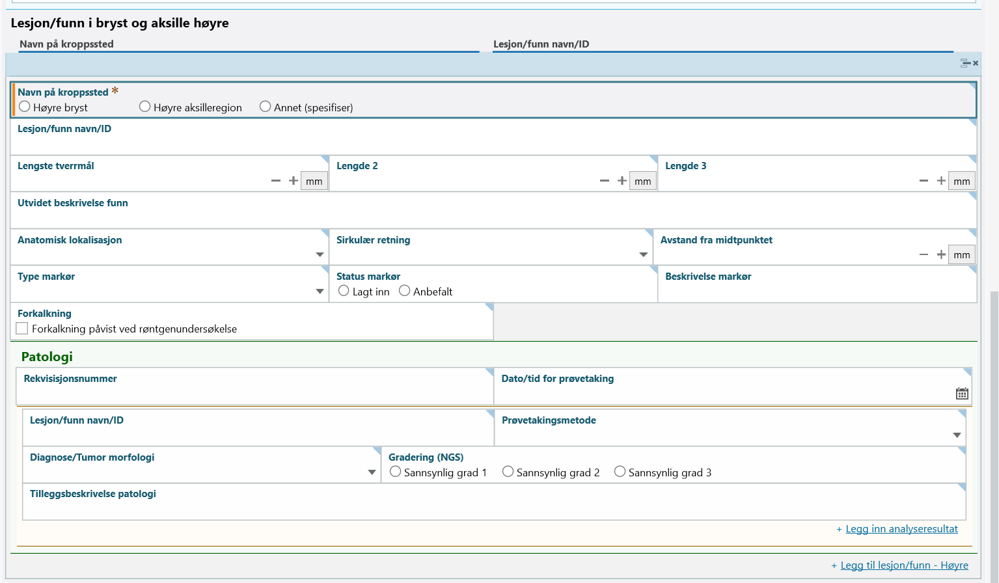 Lesjon/funn i bryst og aksille høyre
Navn på kroppssted Lesjon/funn navn/ID
Navn på kroppsted *
Høyre bryst Høyre aksilleregion Annet (spesifiser)
Lesjon/funn navn/ID
Lengste tverrmål Lengde 2 Lengde 3
mm mm mm
Utvidet beskrivelse funn
Anatomisk lokalisasjon Sirkulær retning Avstand fra midtpunktet
mm
Type markør Status markør Beskrivelse markør
Lagt inn Anbefalt
Forkalkning
Forkalkning påvist ved røntgenundersøkelse
Patologi
Rekvisisjonsnummer Dato/tid for prøvetaking
Lesjon/funn navn/ID Prøvetakingsmetode
Diagnose/Tumor morfologi Gradering (NGS)
Sannsynlig grad 1 Sannsynlig grad 2 Sannsynlig grad 3
Tilleggsbeskrivelse patologi
+ Legg inn analyseresultat
+ Legg til lesjon/funn - Høyre